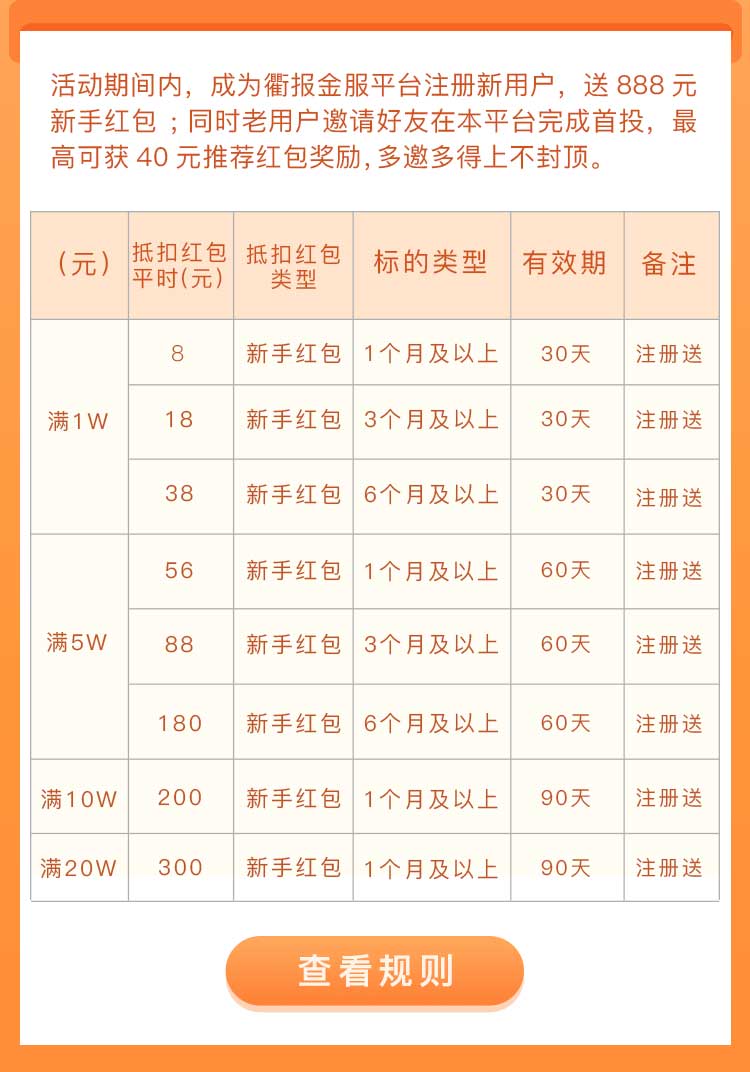 活动期间内，成为衢报金服平台注册新用户，送 888 元
新手红包 ；同时老用户邀请好友在本平台完成首投，最
高可获 40 元推荐红包奖励，多邀多得上不封顶。
（元） 抵扣红包平时(元) 抵扣红包类型 标的类型 有效期 备注
满1W 8 新手红包 1个月及以上 30天 注册送
18 新手红包 3个月及以上 30天 注册送
38 新手红包 6个月及以上 30天 注册送
满5W 56 新手红包 1个月及以上 60天 注册送
88 新手红包 3个月及以上 60天 注册送
180 新手红包 6个月及以上 60天 注册送
满10W 200 新手红包 1个月及以上 90天 注册送
满20W 300 新手红包 1个月及以上 90天 注册送
查看规则